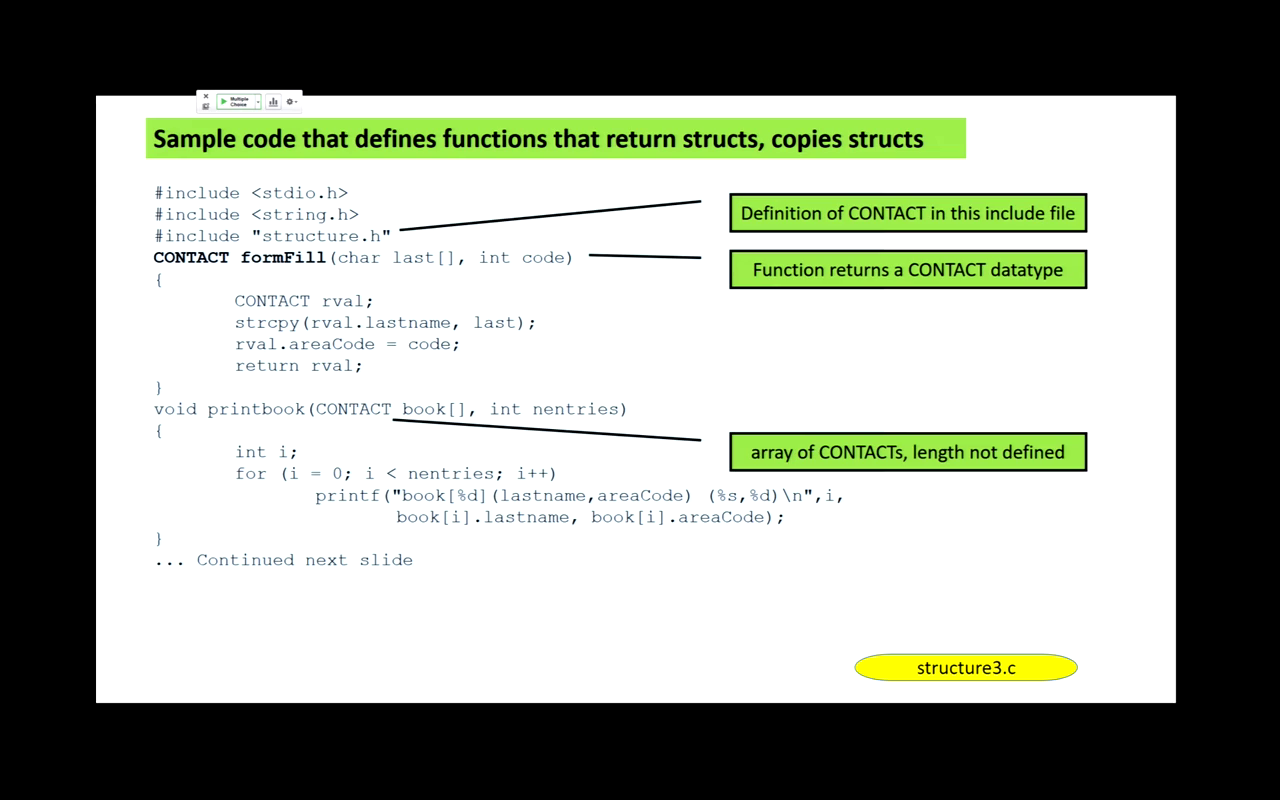 Multiple
Choice
Sample code that defines functions that return structs, copies structs
#include <stdio.h>
#include <string.h>
#include "structure.h"
CONTACT formFill(char last[], int code)
{
CONTACT rval;
strcpy(rval.lastname, last);
rval.areaCode = code;
return rval;
}
void printbook(CONTACT book[], int nentries)
{
int i;
for (i = 0; i < nentries; i++)
printf("book[%d](lastname,areaCode) (%s,%d)\n",i,
book[i].lastname, book[i].areaCode);
}
... Continued next slide
Definition of CONTACT in this include file
Function returns a CONTACT datatype
array of CONTACTs, length not defined
structure3.c